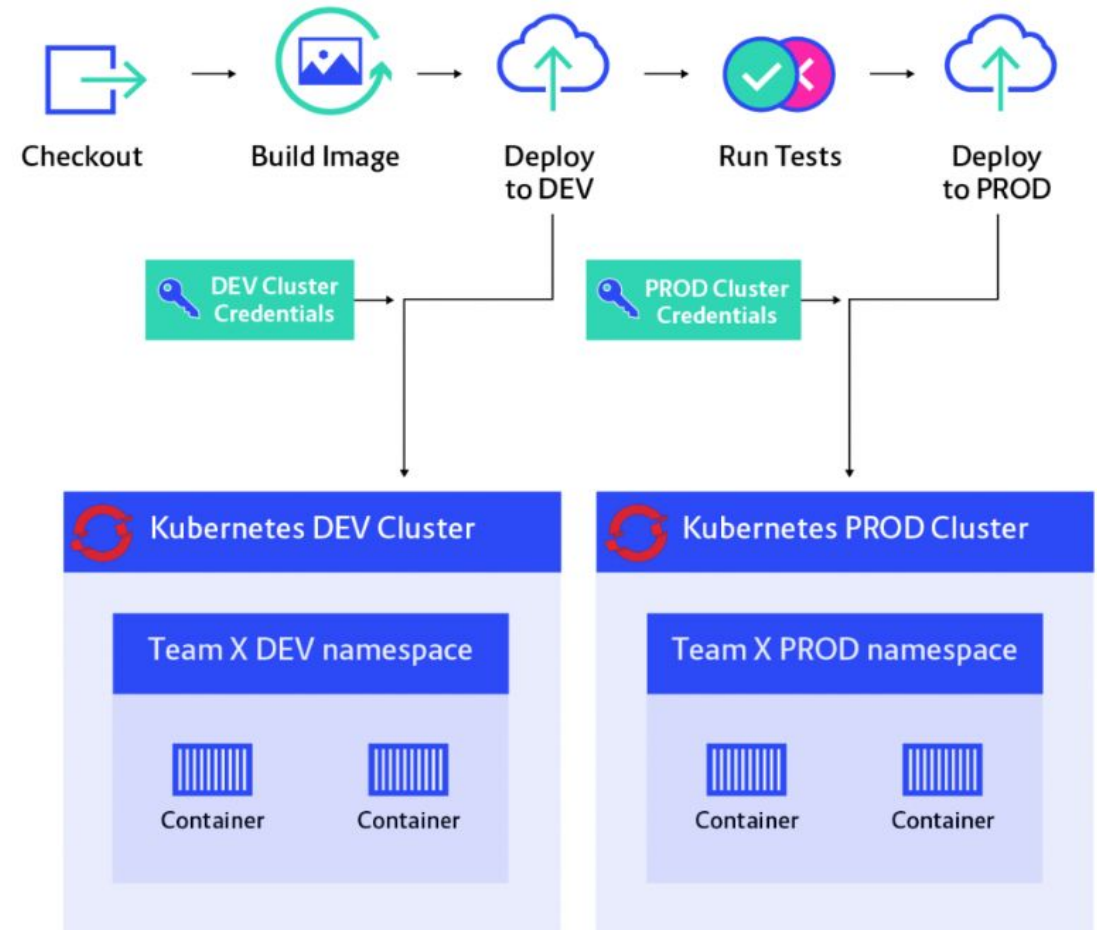 Checkout
Build Image
Deploy
to DEV
Run Tests
Deploy
to PROD
DEV Cluster
Credentials
PROD Cluster
Credentials
Kubernetes DEV Cluster
Kubernetes PROD Cluster
Team X DEV namespace
Team X PROD namespace
Container
Container
Container
Container